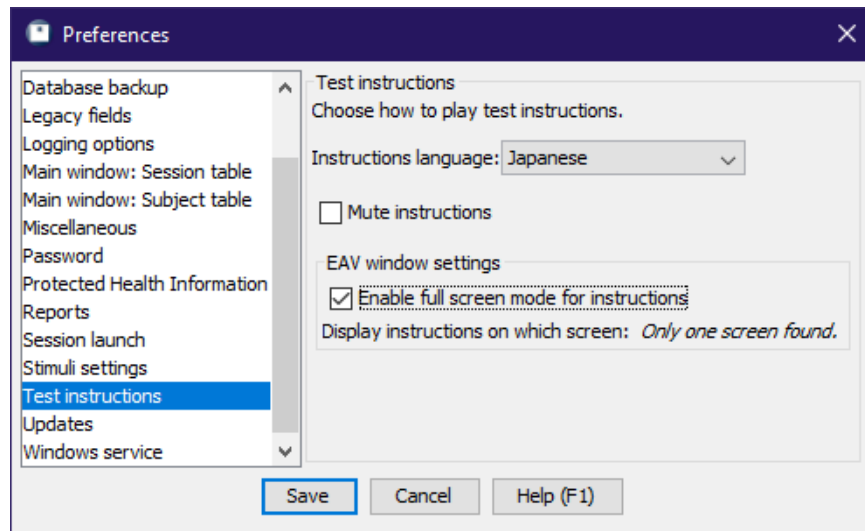 Preferences
Database backup
Legacy fields
Logging options
Main window: Session table
Main window: Subject table
Miscellaneous
Password
Protected Health Information
Reports
Session launch
Stimuli settings
Test instructions
Updates
Windows service
Test instructions
Choose how to play test instructions.
Instructions language: Japanese
Mute instructions
EAV window settings
Enable full screen mode for instructions
Display instructions on which screen: Only one screen found.
Save Cancel Help (F1)